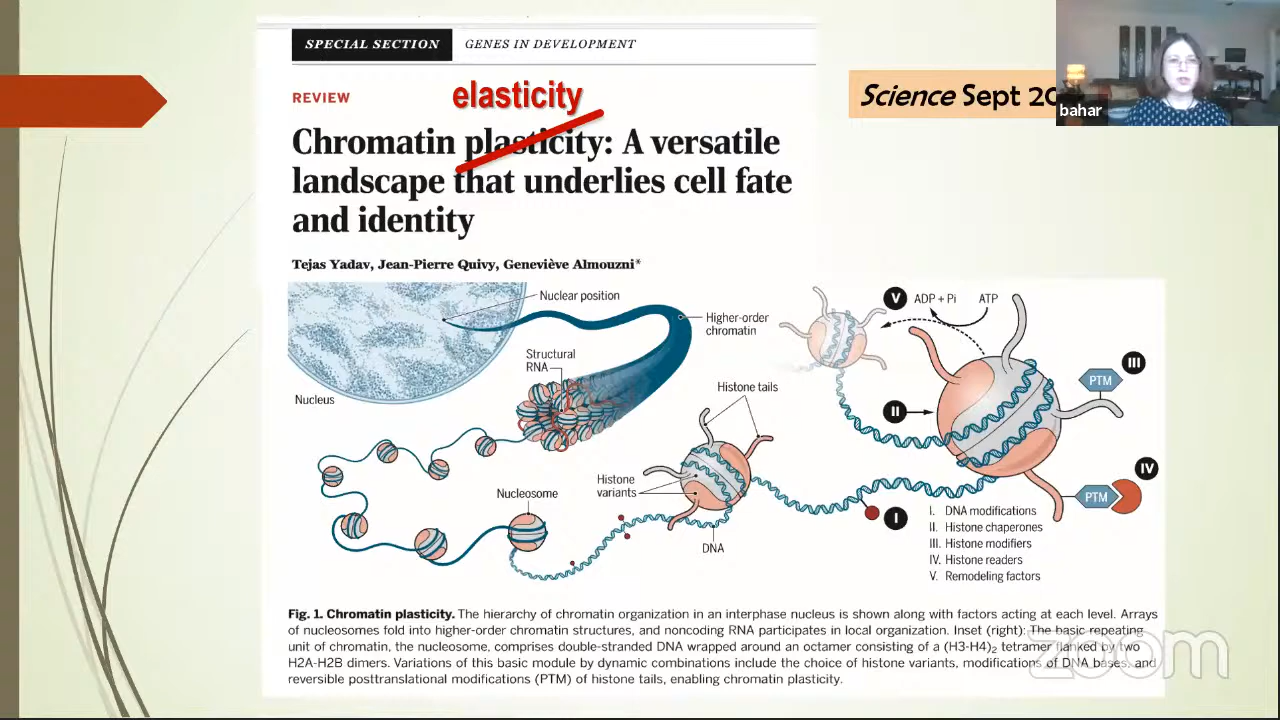 SPECIAL SECTION GENES IN DEVELOPMENT
REVIEW
elasticity
Science Sept
bahar
Chromatin plasticity: A versatile
landscape that underlies cell fate
and identity
Tejas Yadav, Jean-Pierre Quivy, Geneviève Almouzni*
Nuclear position
Higher-order
chromatin
Structural
RNA
Nucleus
Histone tails
Histone
variants
Nucleosome
DNA
V
ADP + Pi
ATP
III
PTM
II
IV
PTM
I
I. DNA modifications
II. Histone chaperones
III. Histone modifiers
IV. Histone readers
V. Remodeling factors
Fig. 1. Chromatin plasticity. The hierarchy of chromatin organization in an interphase nucleus is shown along with factors acting at each level. Arrays
of nucleosomes fold into higher-order chromatin structures, and noncoding RNA participates in local organization. Inset (right): The basic repeating
unit of chromatin, the nucleosome, comprises double-stranded DNA wrapped around an octamer consisting of a (H3-H4)₂ tetramer flanked by two
H2A-H2B dimers. Variations of this basic module by dynamic combinations include the choice of histone variants, modifications of DNA bases, and
reversible posttranslational modifications (PTM) of histone tails, enabling chromatin plasticity.
zoom